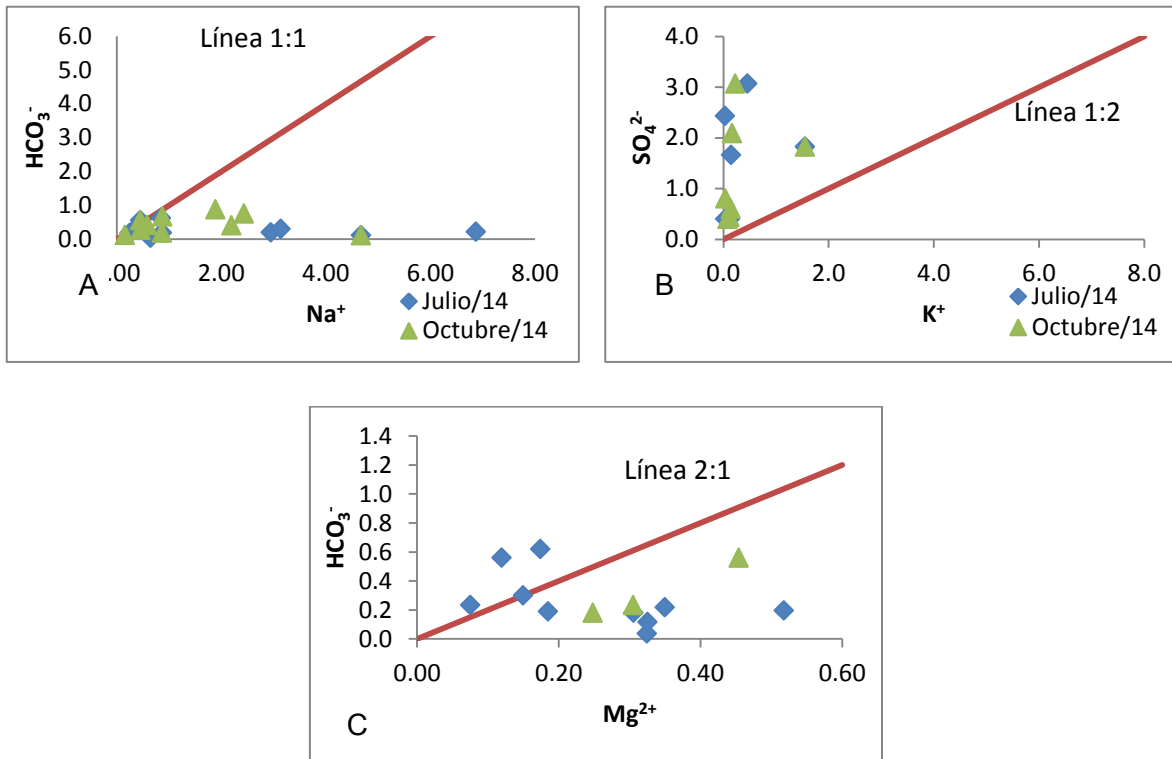 6.0
5.0
4.0
3.0
2.0
1.0
0.0
HCO₃⁻
Línea 1:1
.00 2.00 4.00 6.00 8.00
A
Na⁺
Julio/14
Octubre/14
4.0
3.0
2.0
1.0
0.0
SO₄²⁻
Línea 1:2
0.0 2.0 4.0 6.0 8.0
B
K⁺
Julio/14
Octubre/14
1.4
1.2
1.0
0.8
0.6
0.4
0.2
0.0
HCO₃⁻
Línea 2:1
0.00 0.20 0.40 0.60
C
Mg²⁺